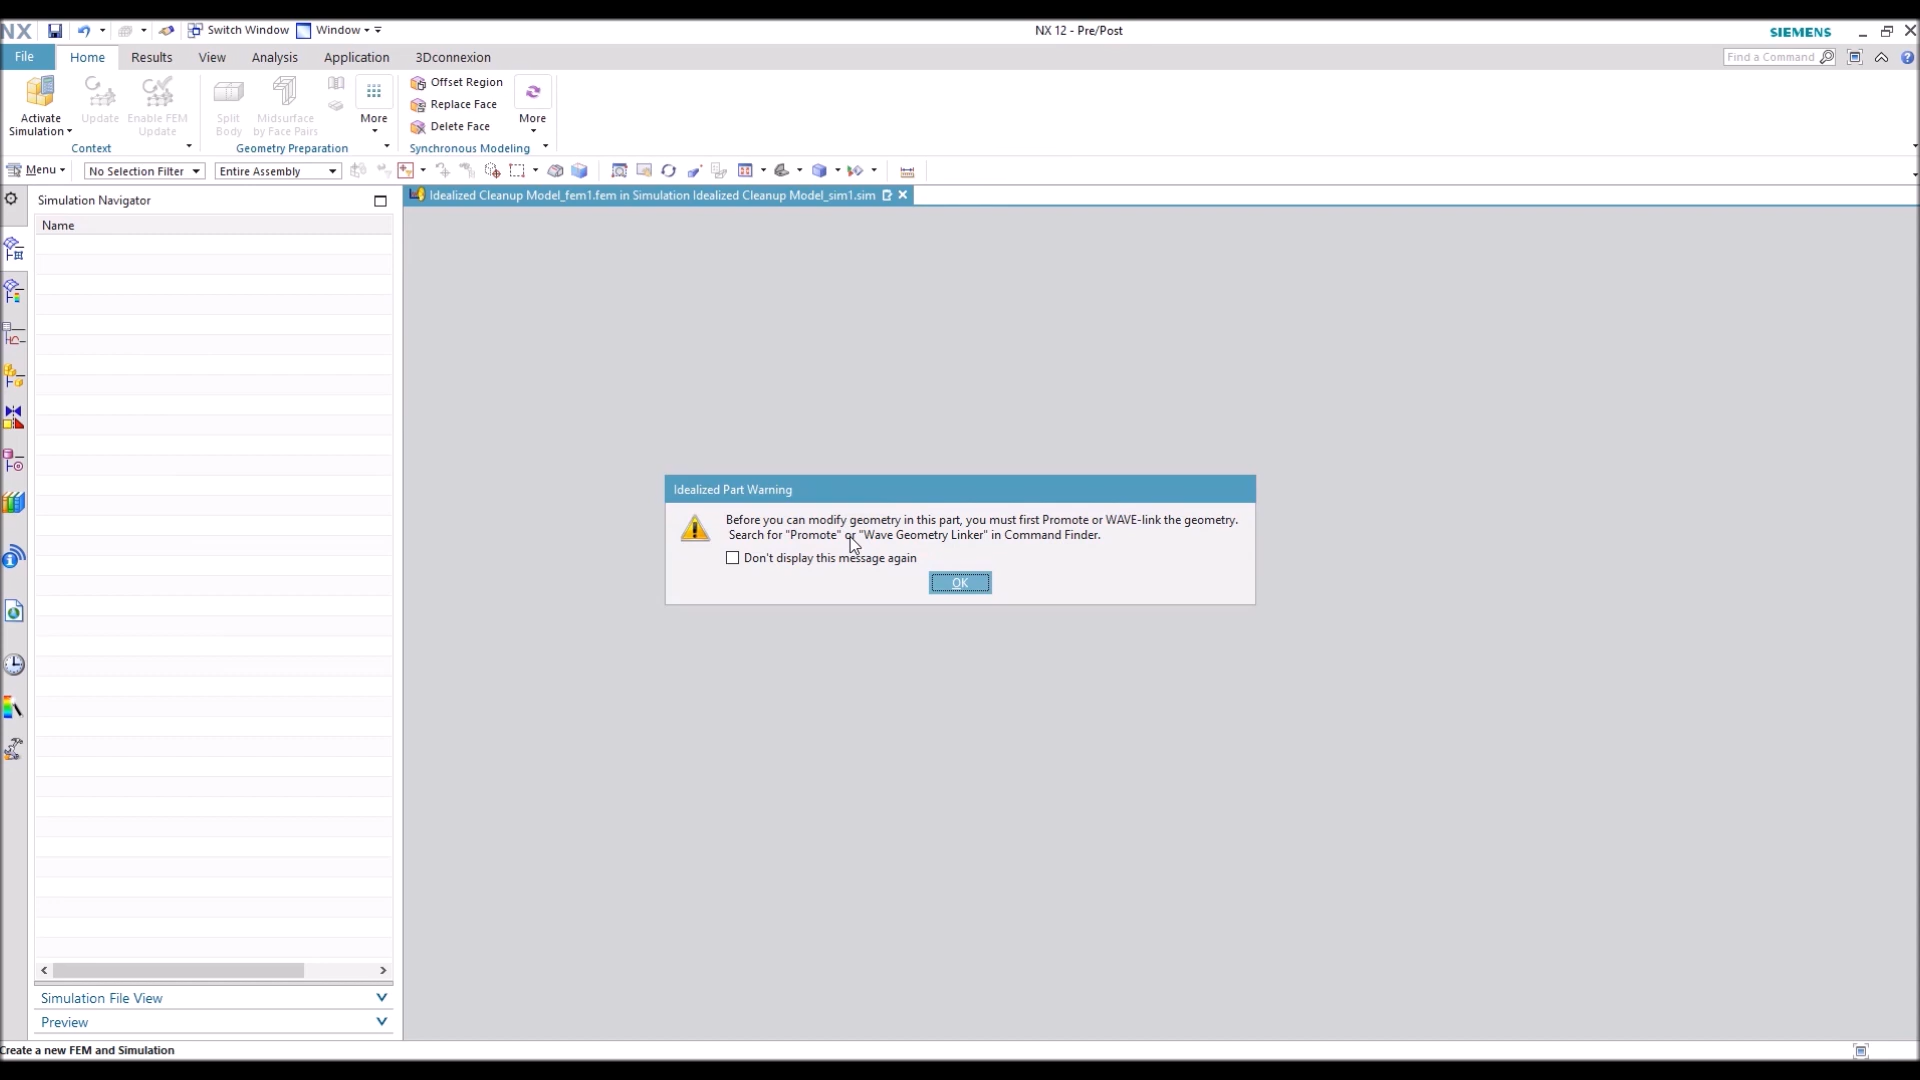 NX
Switch Window
Window
NX 12 - Pre/Post
SIEMENS
File
Home
Results
View
Analysis
Application
3Dconnexion
Find a Command
Activate
Simulation
Update
Enable FEM
Update
Context
Split
Body
Midsurface
by Face Pairs
More
Geometry Preparation
Offset Region
Replace Face
Delete Face
More
Synchronous Modeling
Menu
No Selection Filter
Entire Assembly
Simulation Navigator
Name
Idealized Cleanup Model_fem1.fem in Simulation Idealized Cleanup Model_sim1.sim
Idealized Part Warning
Before you can modify geometry in this part, you must first Promote or WAVE-link the geometry.
Search for "Promote" or "Wave Geometry Linker" in Command Finder.
Don't display this message again
OK
Simulation File View
Preview
Create a new FEM and Simulation